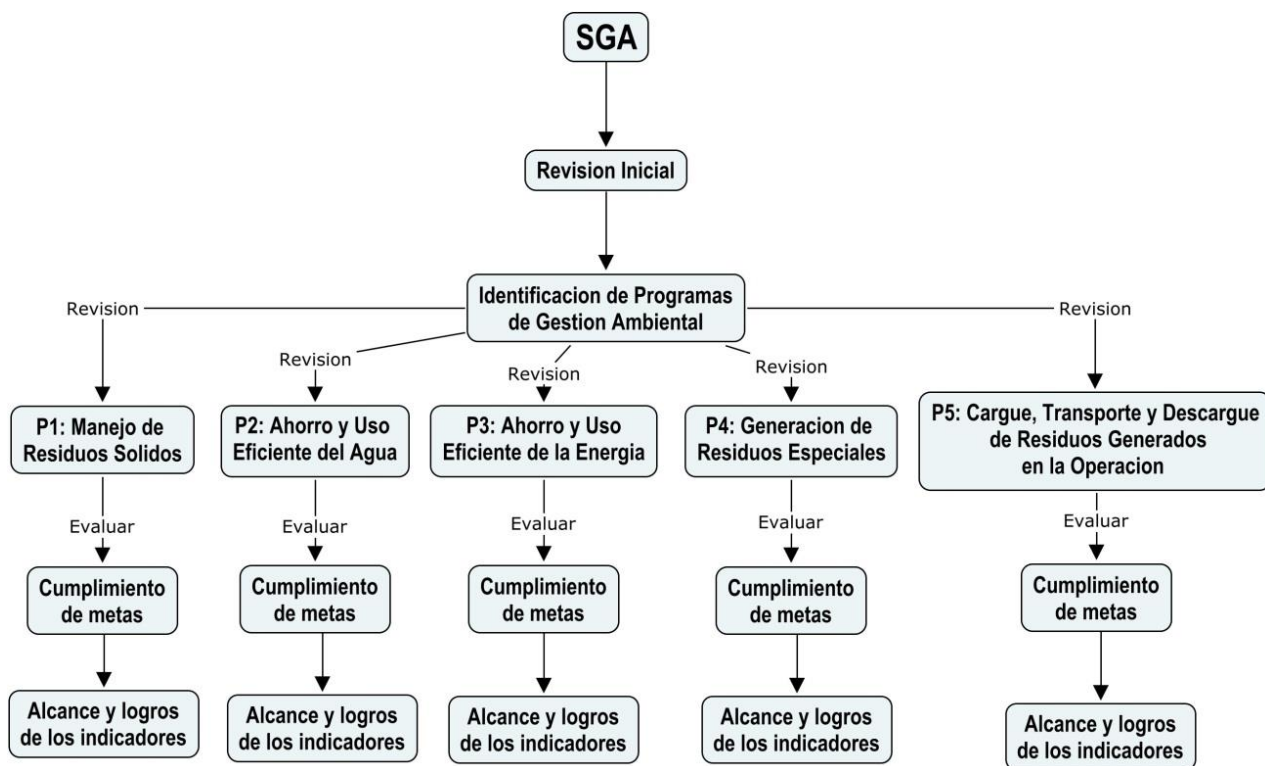 SGA
Revision Inicial
Identificacion de Programas
de Gestion Ambiental
Revision
Revision
Revision
Revision
Revision
P1: Manejo de
Residuos Solidos
P2: Ahorro y Uso
Eficiente del Agua
P3: Ahorro y Uso
Eficiente de la Energia
P4: Generacion de
Residuos Especiales
P5: Cargue, Transporte y Descargue
de Residuos Generados
en la Operacion
Evaluar
Evaluar
Evaluar
Evaluar
Evaluar
Cumplimiento
de metas
Cumplimiento
de metas
Cumplimiento
de metas
Cumplimiento
de metas
Cumplimiento
de metas
Alcance y logros
de los indicadores
Alcance y logros
de los indicadores
Alcance y logros
de los indicadores
Alcance y logros
de los indicadores
Alcance y logros
de los indicadores